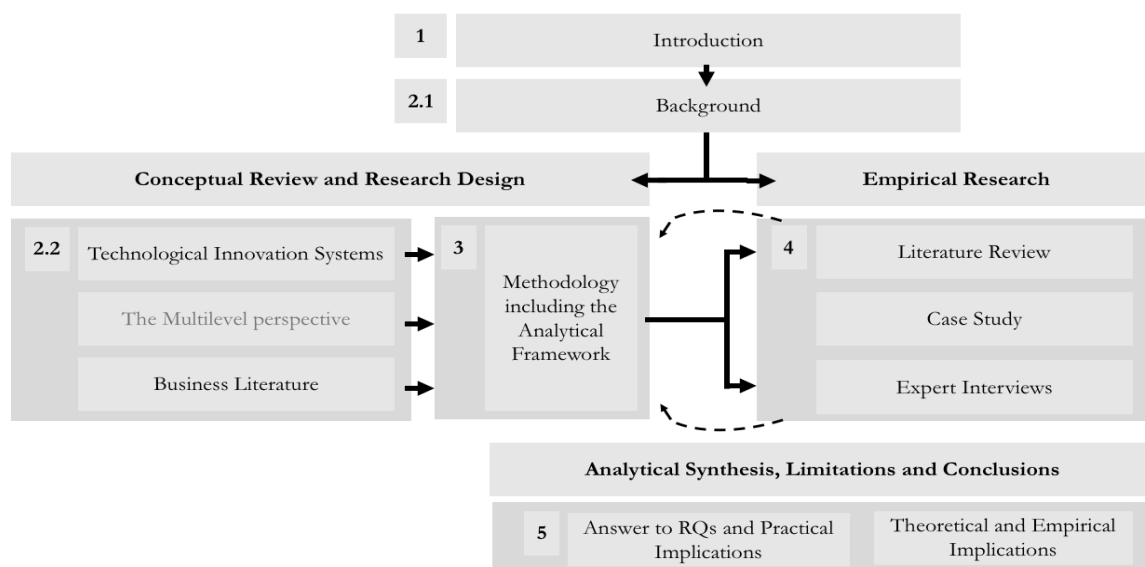 1
Introduction
2.1
Background
Conceptual Review and Research Design
Empirical Research
2.2
Technological Innovation Systems
The Multilevel perspective
Business Literature
3
Methodology
including the
Analytical
Framework
4
Literature Review
Case Study
Expert Interviews
Analytical Synthesis, Limitations and Conclusions
5
Answer to RQs and Practical
Implications
Theoretical and Empirical
Implications